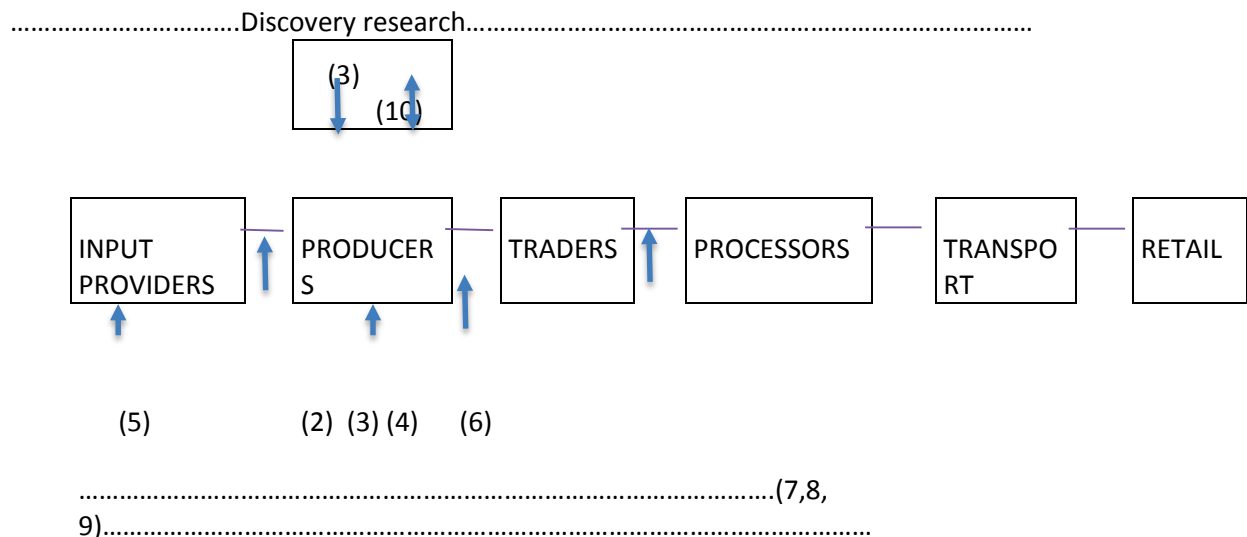 ……………………………Discovery research……………………………………………………………………………
(3)
(10)
INPUT PROVIDERS
PRODUCER
S
TRADERS
PROCESSORS
TRANSPO
RT
RETAIL
(5) (2) (3) (4) (6)
………………………………………………………………………………………….(7,8,
9)……………………………………………………………………………………………………